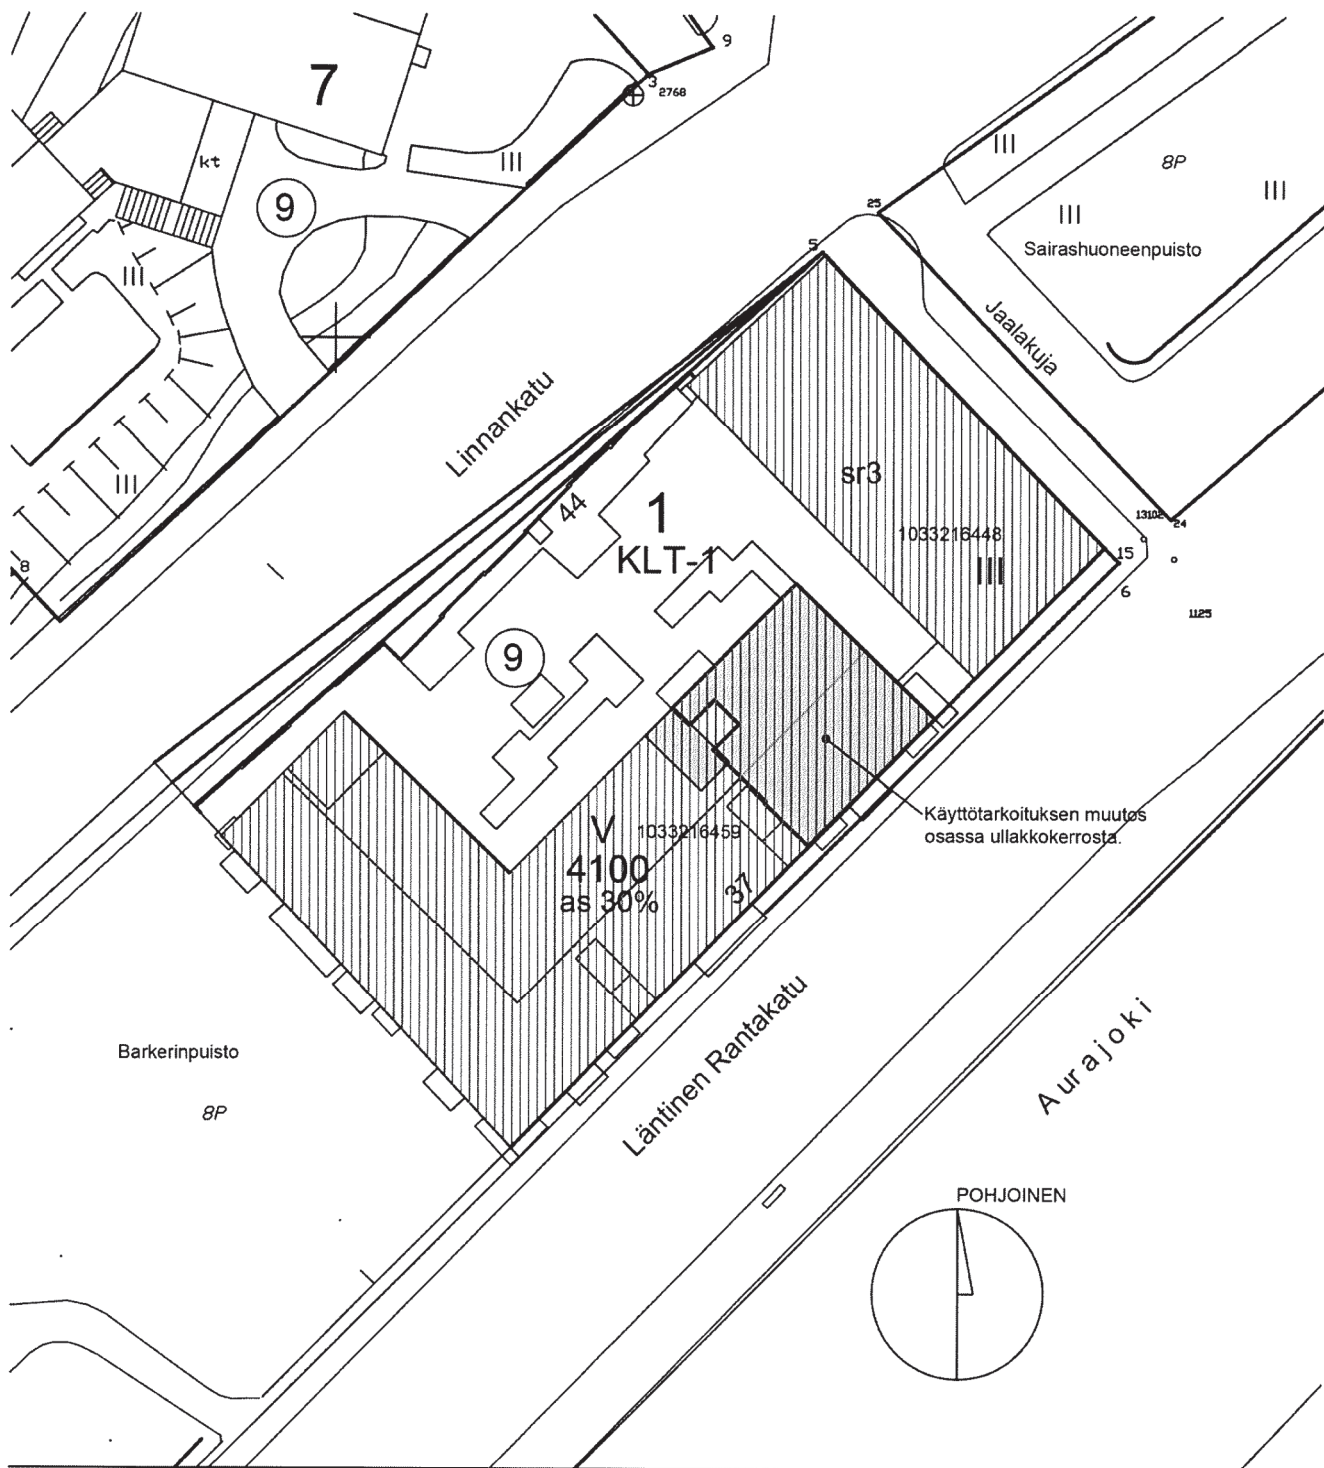 9
3
2768
7
III
kt
9
III
III
8
III
8P
III
III
25
Sairashuoneenpuisto
5
Jaalakuja
Linnankatu
sr3
44
1
KLT-1
1033216448
III
13102
24
15
6
1125
9
V
1033216459
4100
as 30%
37
Käyttötarkoituksen muutos
osassa ullakkokerrosta.
Barkerinpuisto
8P
Läntinen Rantakatu
Aurajoki
POHJOINEN